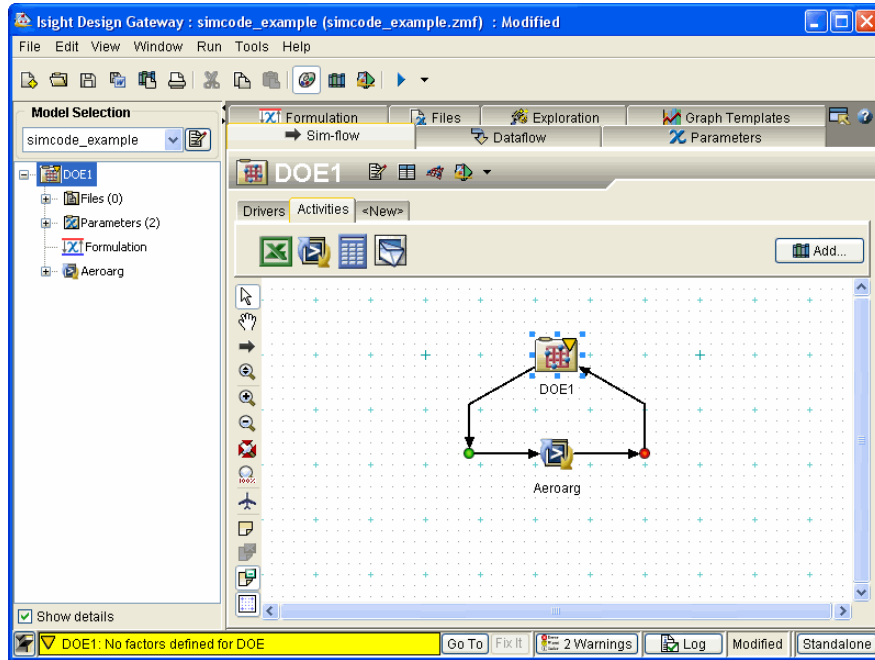 Isight Design Gateway : simcode_example (simcode_example.zmf) : Modified
File Edit View Window Run Tools Help
Model Selection
simcode_example
DOE1
Files (0)
Parameters (2)
Formulation
Aeroarg
Show details
Formulation Files Exploration Graph Templates
Sim-flow Dataflow Parameters
DOE1
Drivers Activities <New>
Add...
DOE1
Aeroarg
100%
DOE1: No factors defined for DOE Go To Fix It 2 Warnings Log Modified Standalone